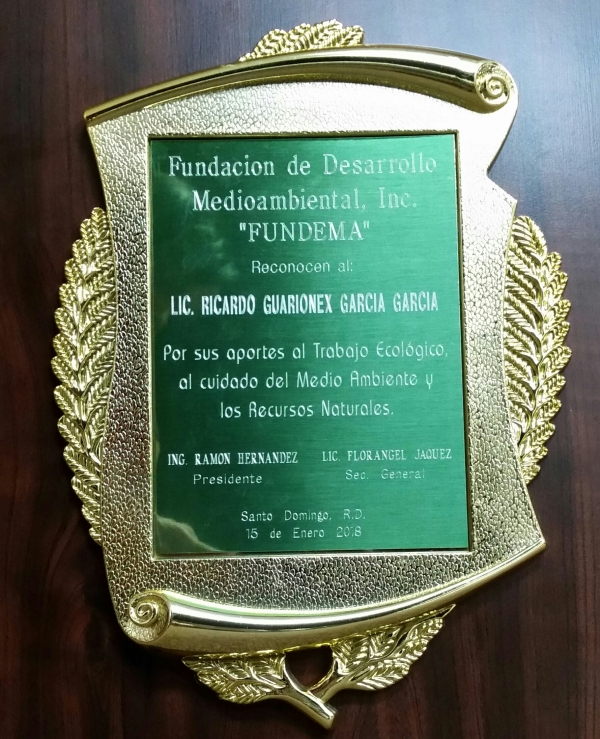 Fundacion de Desarrollo
Medioambiental, Inc.
"FUNDEMA"
Reconocen al:
LIC. RICARDO GUARIONEX GARCIA GARCIA
Por sus aportes al Trabajo Ecológico,
al cuidado del Medio Ambiente y
los Recursos Naturales.
ING. RAMON HERNANDEZ LIC. FLORANGEL JAQUEZ
Presidente Sec. General
Santo Domingo, R.D.
15 de Enero 2018